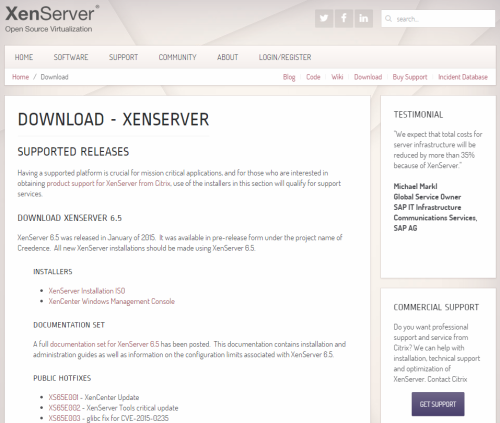 XenServer®
Open Source Virtualization
search...
HOME SOFTWARE SUPPORT COMMUNITY ABOUT LOGIN/REGISTER
Home / Download
Blog Code Wiki Download Buy Support Incident Database
DOWNLOAD - XENSERVER
SUPPORTED RELEASES
Having a supported platform is crucial for mission critical applications, and for those who are interested in
obtaining product support for XenServer from Citrix, use of the installers in this section will qualify for support
services.
DOWNLOAD XENSERVER 6.5
XenServer 6.5 was released in January of 2015. It was available in pre-release form under the project name of
Creedence. All new XenServer installations should be made using XenServer 6.5.
INSTALLERS
• XenServer Installation ISO
• XenCenter Windows Management Console
DOCUMENTATION SET
A full documentation set for XenServer 6.5 has been posted. This documentation contains installation and
administration guides as well as information on the configuration limits associated with XenServer 6.5.
PUBLIC HOTFIXES
• XS65E001 - XenCenter Update
• XS65E002 - XenServer Tools critical update
• XS65E003 - glibc fix for CVE-2015-0235
TESTIMONIAL
"We expect that total costs for
server infrastructure will be
reduced by more than 35%
because of XenServer."
Michael Markl
Global Service Owner
SAP IT Infrastructure
Communications Services,
SAP AG
COMMERCIAL SUPPORT
Do you want professional
support and service from
Citrix? We can help with
installation, technical support
and optimization of
XenServer. Contact Citrix
GET SUPPORT